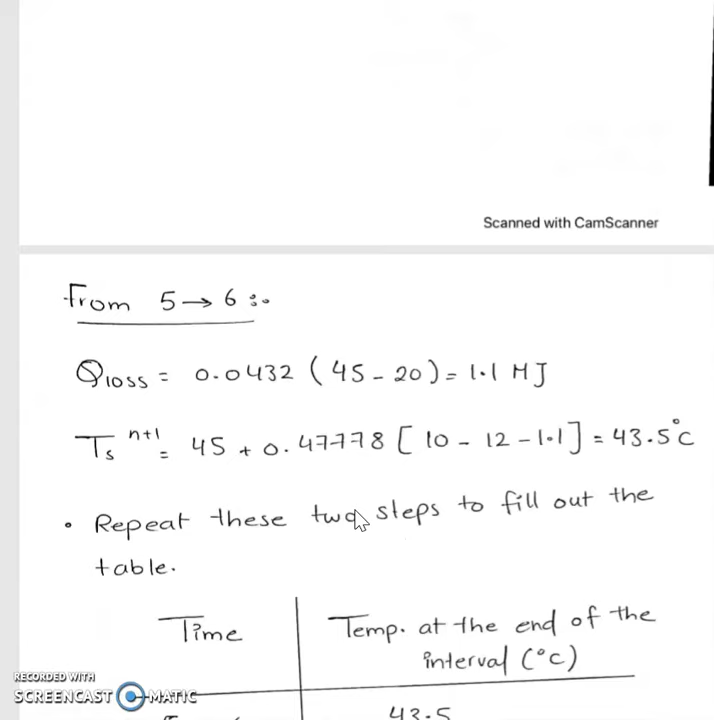 Scanned with CamScanner
From 5 → 6 :-
Qloss = 0.0432 ( 45 - 20 ) = 1.1 MJ
Ts^n+1 = 45 + 0.47778 [ 10 - 12 - 1.1 ] = 43.5°C
• Repeat these two steps to fill out the
table.
Time
Temp. at the end of the
interval (°C)
43.5
RECORDED WITH
SCREENCAST-O-MATIC